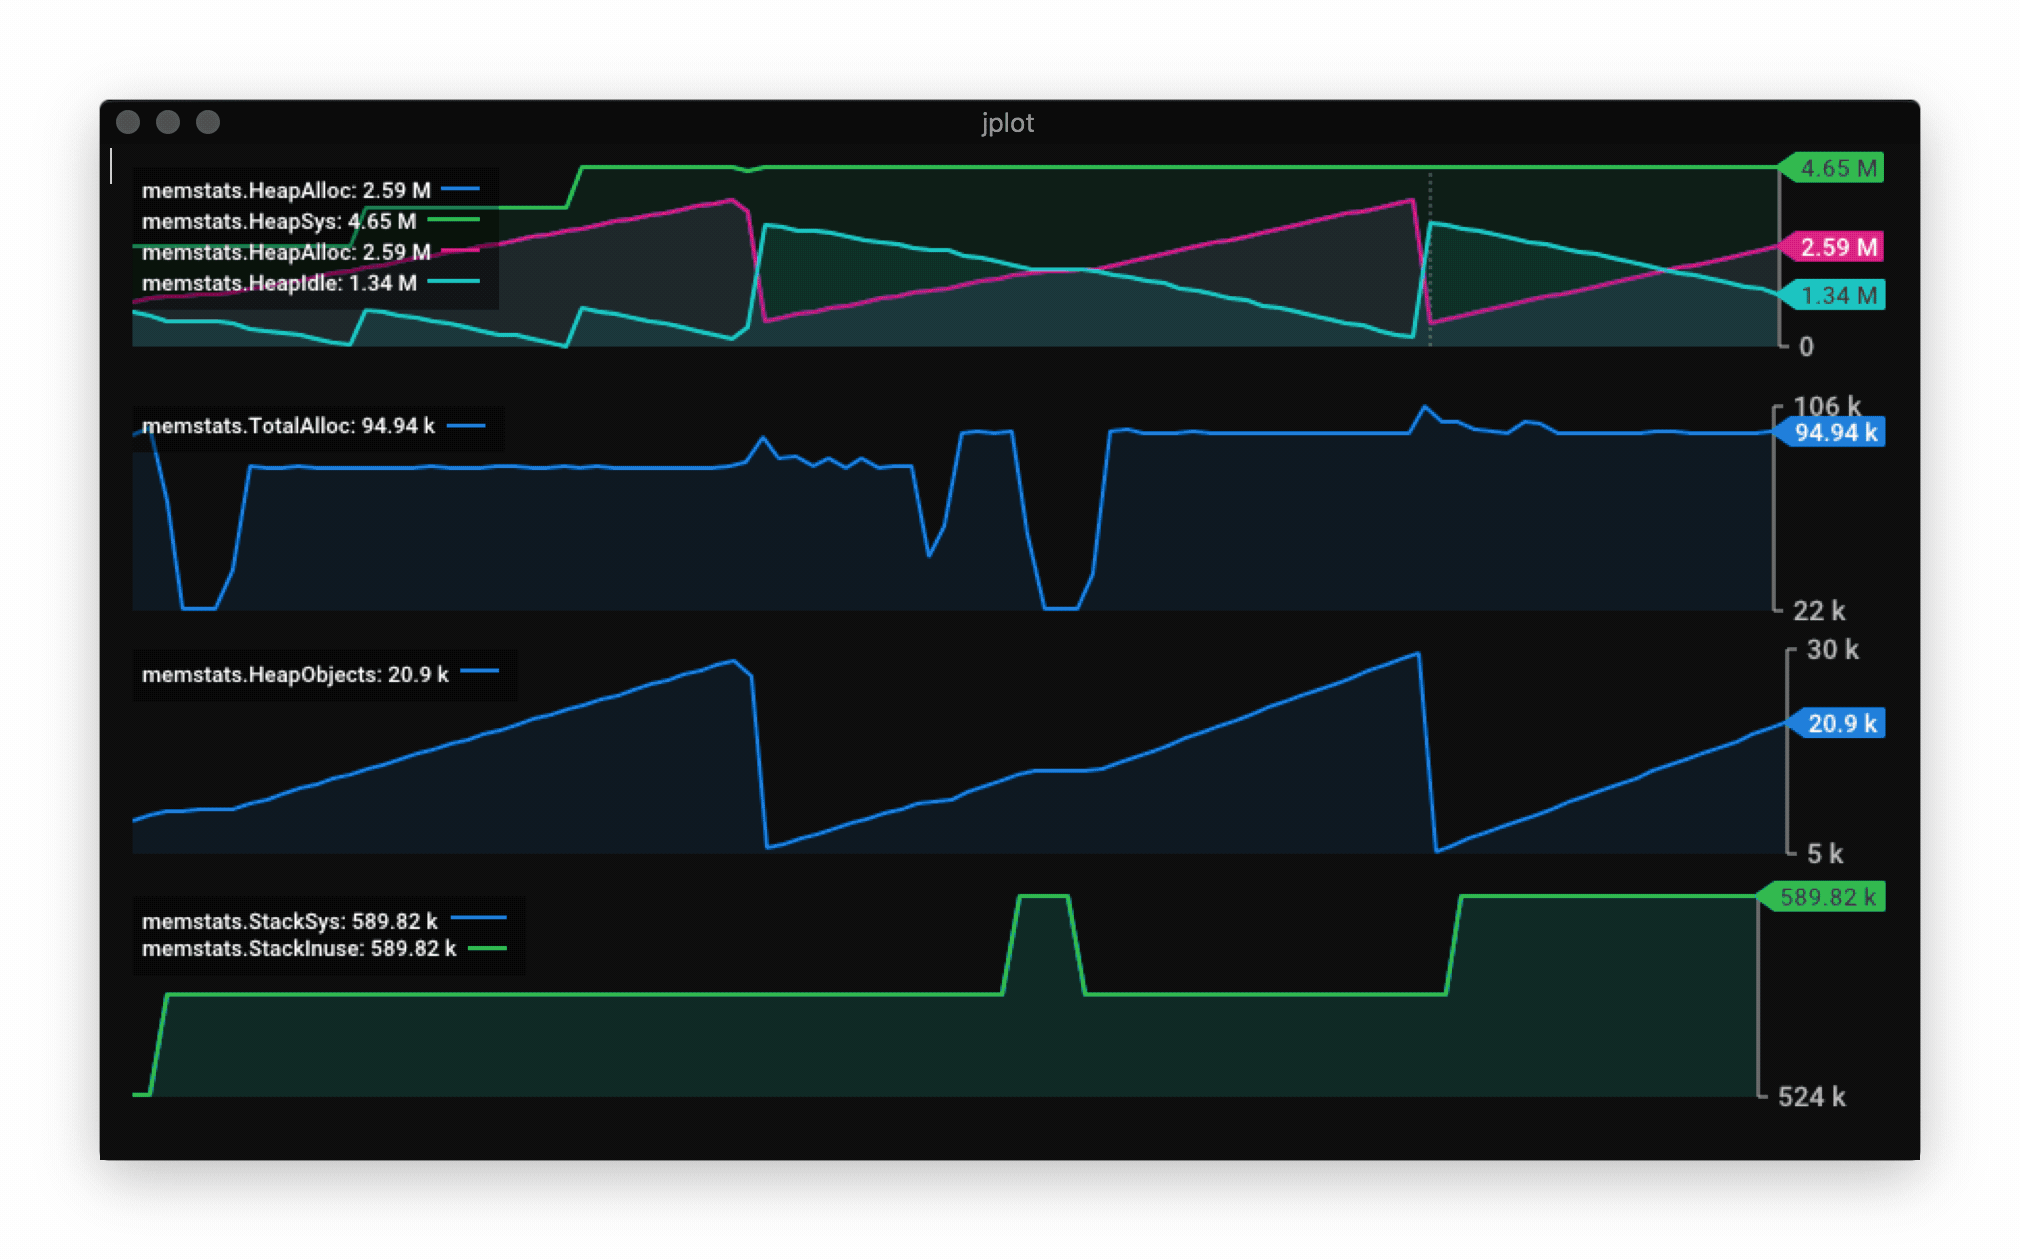 jplot
memstats.HeapAlloc: 2.59 M
memstats.HeapSys: 4.65 M
memstats.HeapAlloc: 2.59 M
memstats.HeapIdle: 1.34 M
4.65 M
2.59 M
1.34 M
0
memstats.TotalAlloc: 94.94 k
106 k
94.94 k
22 k
memstats.HeapObjects: 20.9 k
30 k
20.9 k
5 k
memstats.StackSys: 589.82 k
memstats.StackInuse: 589.82 k
589.82 k
524 k